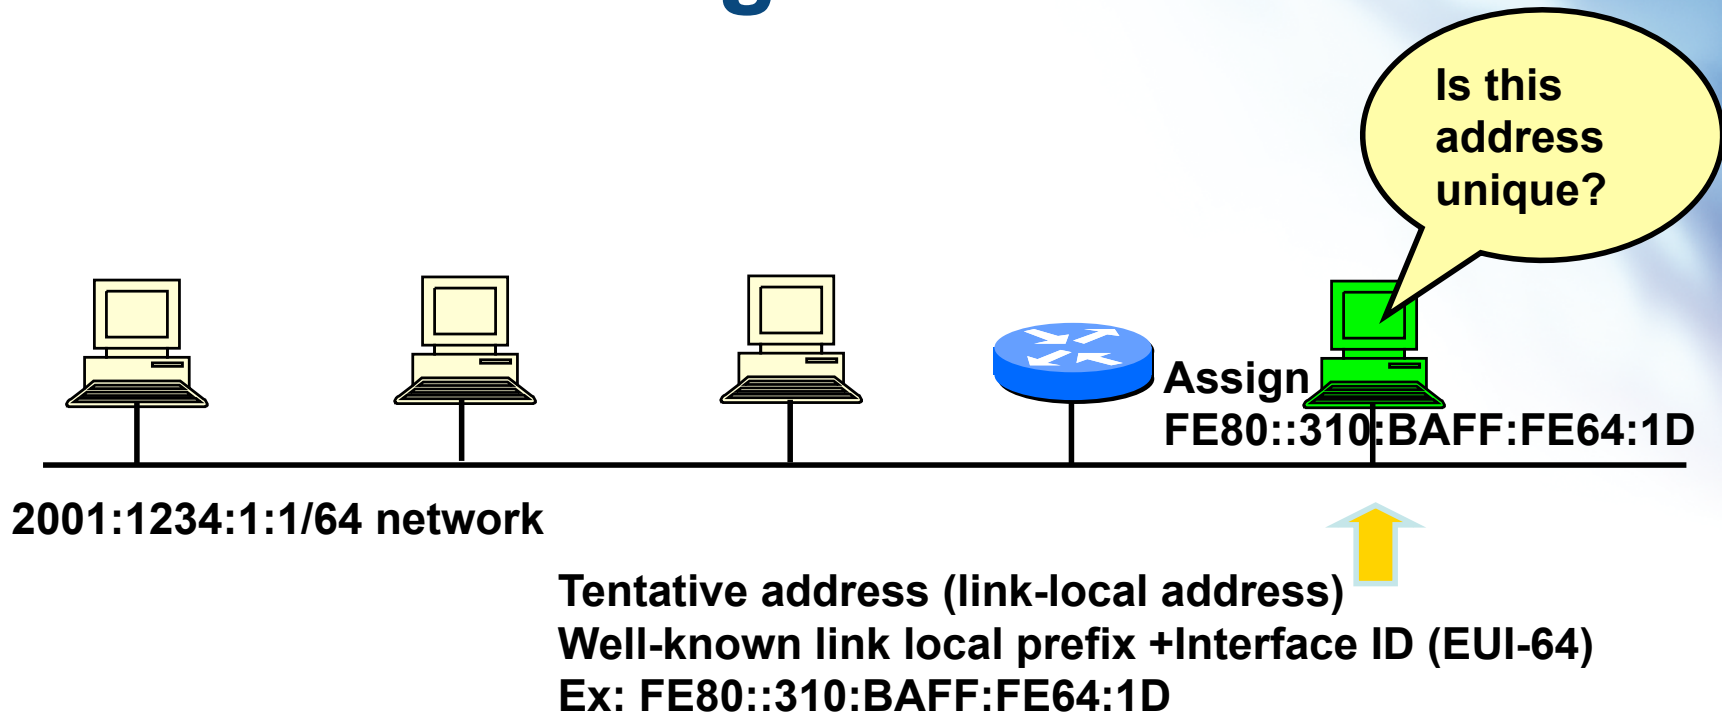 Is this
address
unique?
Assign
FE80::310:BAFF:FE64:1D
2001:1234:1:1/64 network
Tentative address (link-local address)
Well-known link local prefix +Interface ID (EUI-64)
Ex: FE80::310:BAFF:FE64:1D